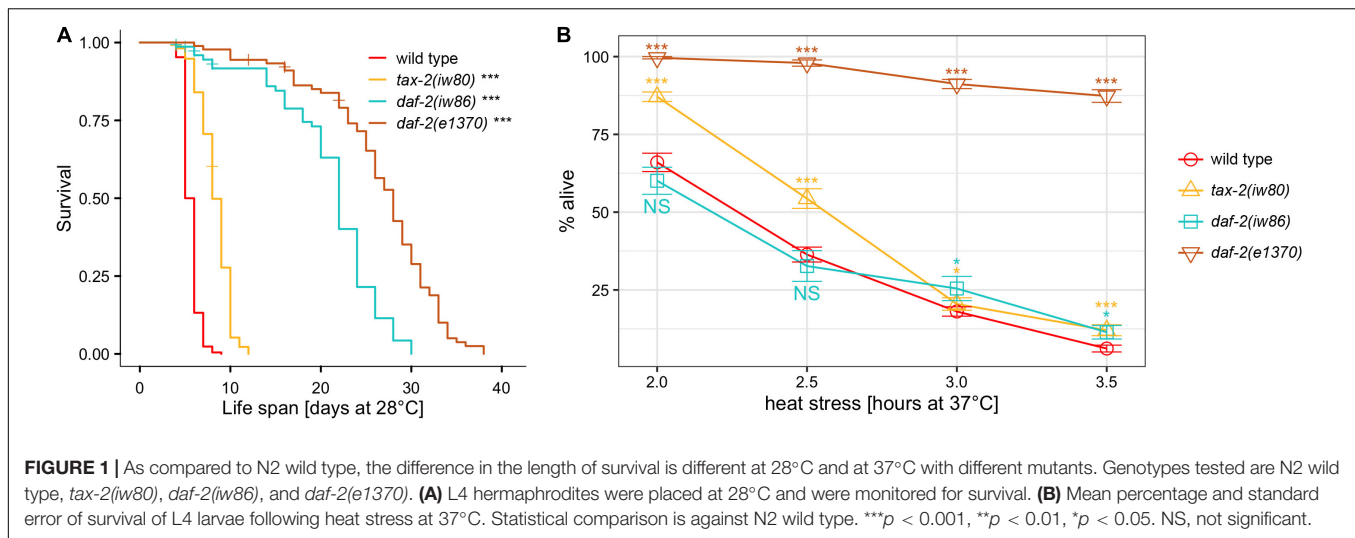 A
1.00
0.75
0.50
0.25
0.00
Survival
0
10
20
30
40
Life span [days at 28°C]
wild type
tax-2(iw80) ***
daf-2(iw86) ***
daf-2(e1370) ***
B
100
75
50
25
% alive
***
***
***
***
***
***
NS
NS
*
*
***
*
2.0
2.5
3.0
3.5
heat stress [hours at 37°C]
wild type
tax-2(iw80)
daf-2(iw86)
daf-2(e1370)
FIGURE 1 | As compared to N2 wild type, the difference in the length of survival is different at 28°C and at 37°C with different mutants. Genotypes tested are N2 wild
type, tax-2(iw80), daf-2(iw86), and daf-2(e1370). (A) L4 hermaphrodites were placed at 28°C and were monitored for survival. (B) Mean percentage and standard
error of survival of L4 larvae following heat stress at 37°C. Statistical comparison is against N2 wild type. ***p < 0.001, **p < 0.01, *p < 0.05. NS, not significant.